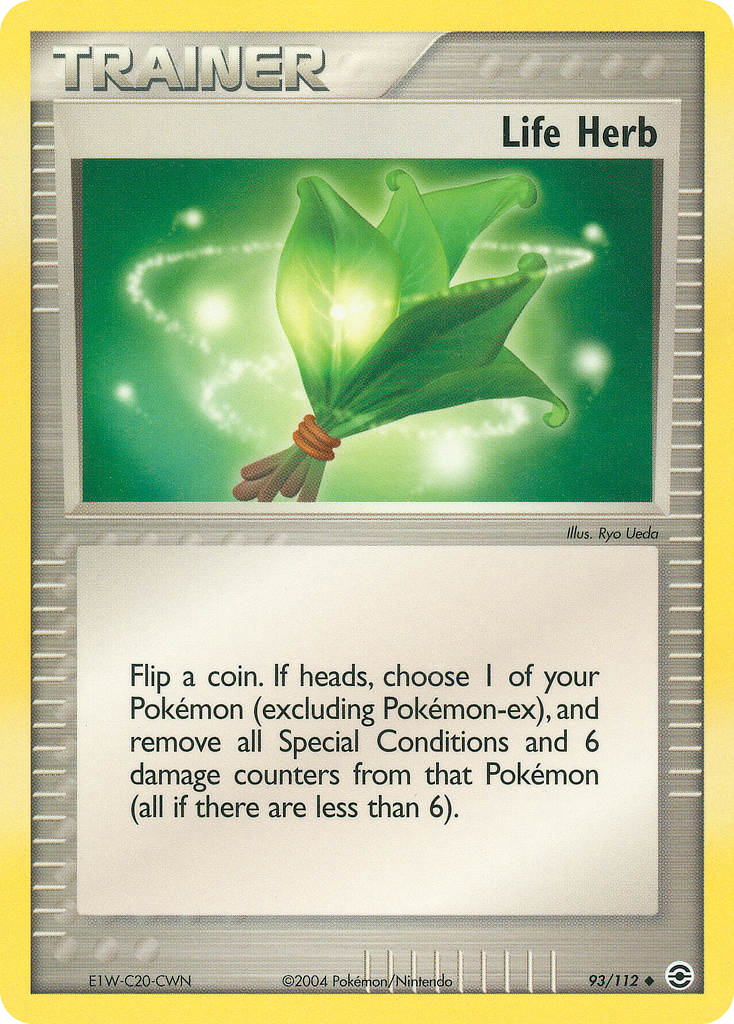 TRAINER
Life Herb
Illus. Ryo Ueda
Flip a coin. If heads, choose 1 of your
Pokémon (excluding Pokémon-ex), and
remove all Special Conditions and 6
damage counters from that Pokémon
(all if there are less than 6).
E1W-C20-CWN
©2004 Pokémon/Nintendo
93/112